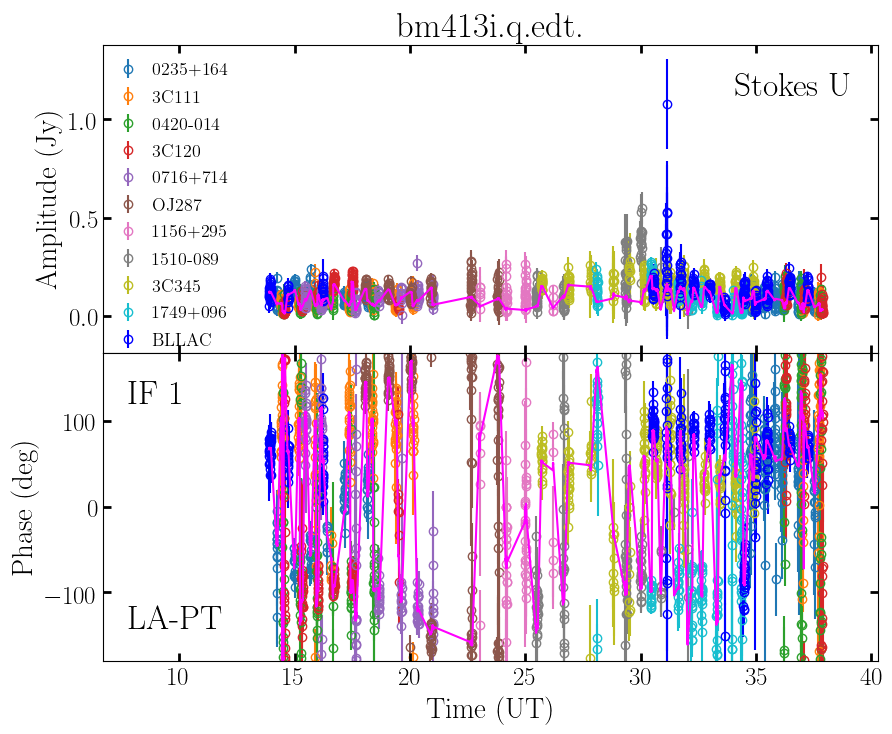 bm413i.q.edt.
Stokes U
0235+164
3C111
0420-014
3C120
0716+714
OJ287
1156+295
1510-089
3C345
1749+096
BLLAC
Amplitude (Jy)
1.0
0.5
0.0
IF 1
LA-PT
Phase (deg)
100
0
−100
10 15 20 25 30 35 40
Time (UT)